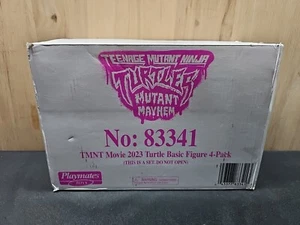 TEENAGE MUTANT NINJA
TURTLES
MUTANT
MAYHEM
No: 83341
TMNT Movie 2023 Turtle Basic Figure 4-Pack
(THIS IS A SET. DO NOT OPEN)
Playmates